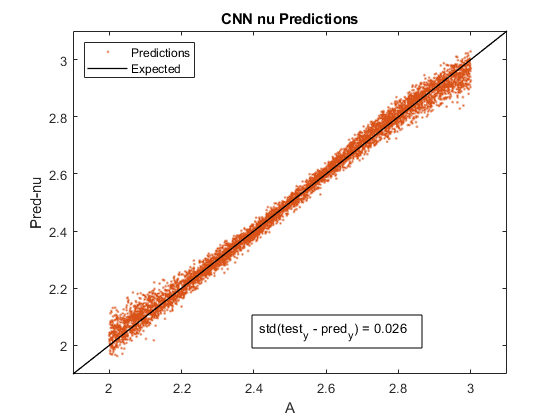 CNN nu Predictions
Predictions
Expected
3
2.8
2.6
2.4
2.2
2
Pred-nu
std(test_y - pred_y) = 0.026
2 2.2 2.4 2.6 2.8 3
A